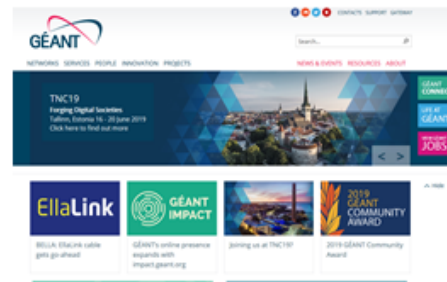 CONTACTS SUPPORT GATEWAY
GÉANT
Search...
NETWORKS SERVICES PEOPLE INNOVATION PROJECTS
NEWS & EVENTS RESOURCES ABOUT
TNC19
Forging Digital Societies
Tallinn, Estonia 16 - 20 June 2019
Click here to find out more
GÉANT
CONNECT
LIFE AT
GÉANT
JOBS
< >
EllaLink
GÉANT
IMPACT
2019
GÉANT
COMMUNITY
AWARD
BELLA: EllaLink cable
gets go-ahead
GÉANT's online presence
expands with
impact.geant.org
Joining us at TNC19?
2019 GÉANT Community
Award